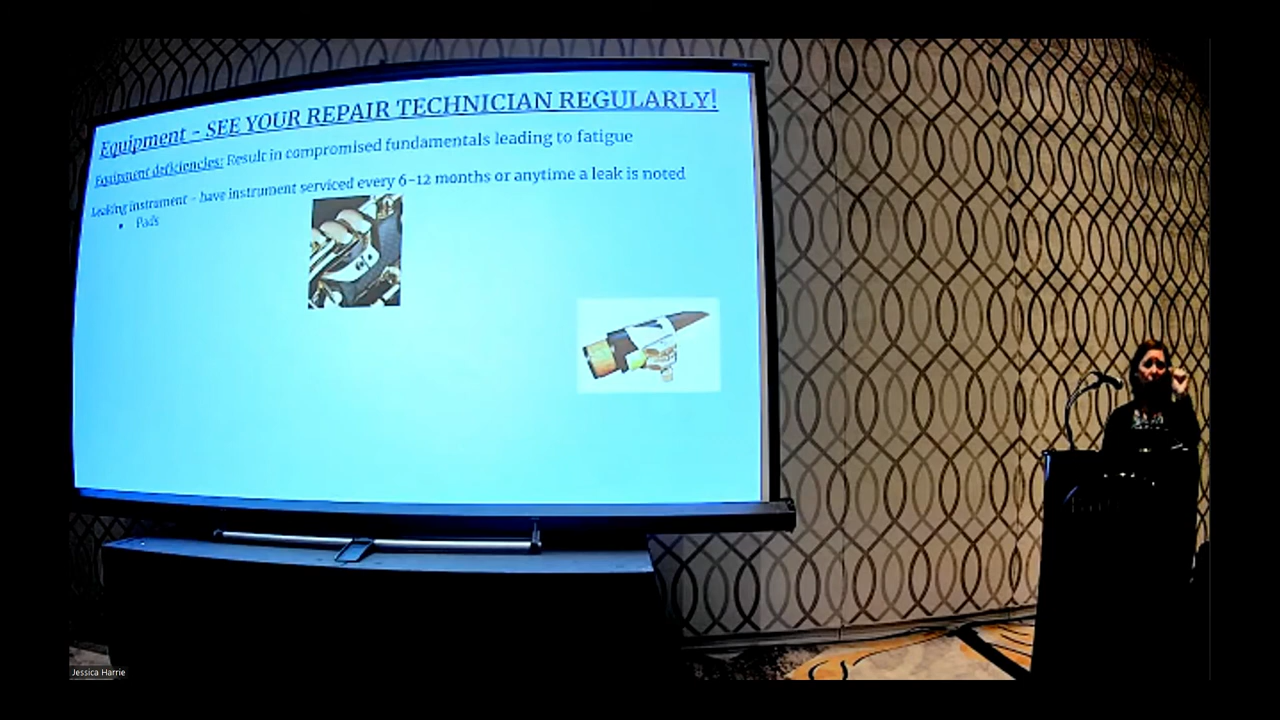 Equipment - SEE YOUR REPAIR TECHNICIAN REGULARLY!
Equipment deficiencies: Result in compromised fundamentals leading to fatigue
Leaking instrument - have instrument serviced every 6-12 months or anytime a leak is noted
• Pads
Jessica Harrie